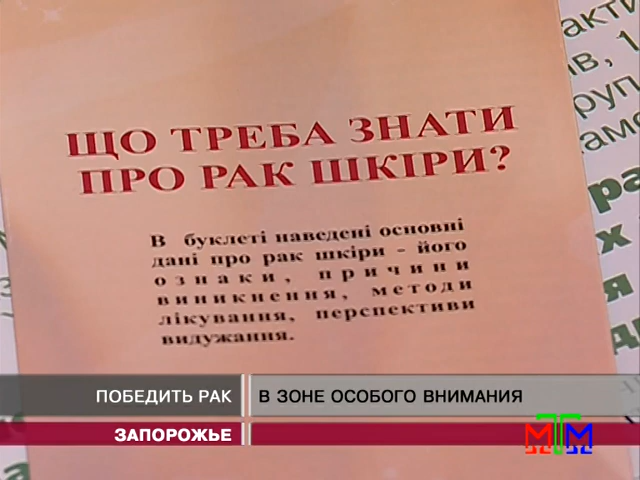 ЩО ТРЕБА ЗНАТИ
ПРО РАК ШКІРИ?
В буклеті наведені основні
дані про рак шкіри - його
ознаки, причини
виникнення, методи
лікування, перспективи
видужання.
ПОБЕДИТЬ РАК
В ЗОНЕ ОСОБОГО ВНИМАНИЯ
ЗАПОРОЖЬЕ
МТМ